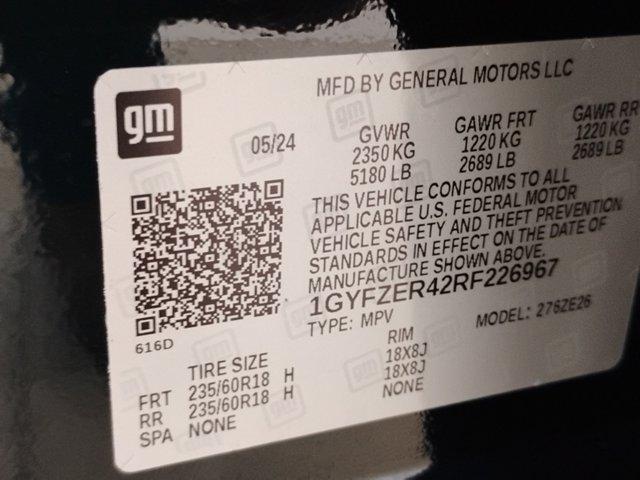 MFD BY GENERAL MOTORS LLC
gm
05/24
GVWR GAWR FRT GAWR RR
2350 KG 1220 KG 1220 KG
5180 LB 2689 LB 2689 LB
THIS VEHICLE CONFORMS TO ALL
APPLICABLE U.S. FEDERAL MOTOR
VEHICLE SAFETY AND THEFT PREVENTION
STANDARDS IN EFFECT ON THE DATE OF
MANUFACTURE SHOWN ABOVE.
1GYFZER42RF226967
TYPE: MPV MODEL: 276ZE26
616D
TIRE SIZE RIM
FRT 235/60R18 H 18X8J
RR 235/60R18 H 18X8J
SPA NONE NONE